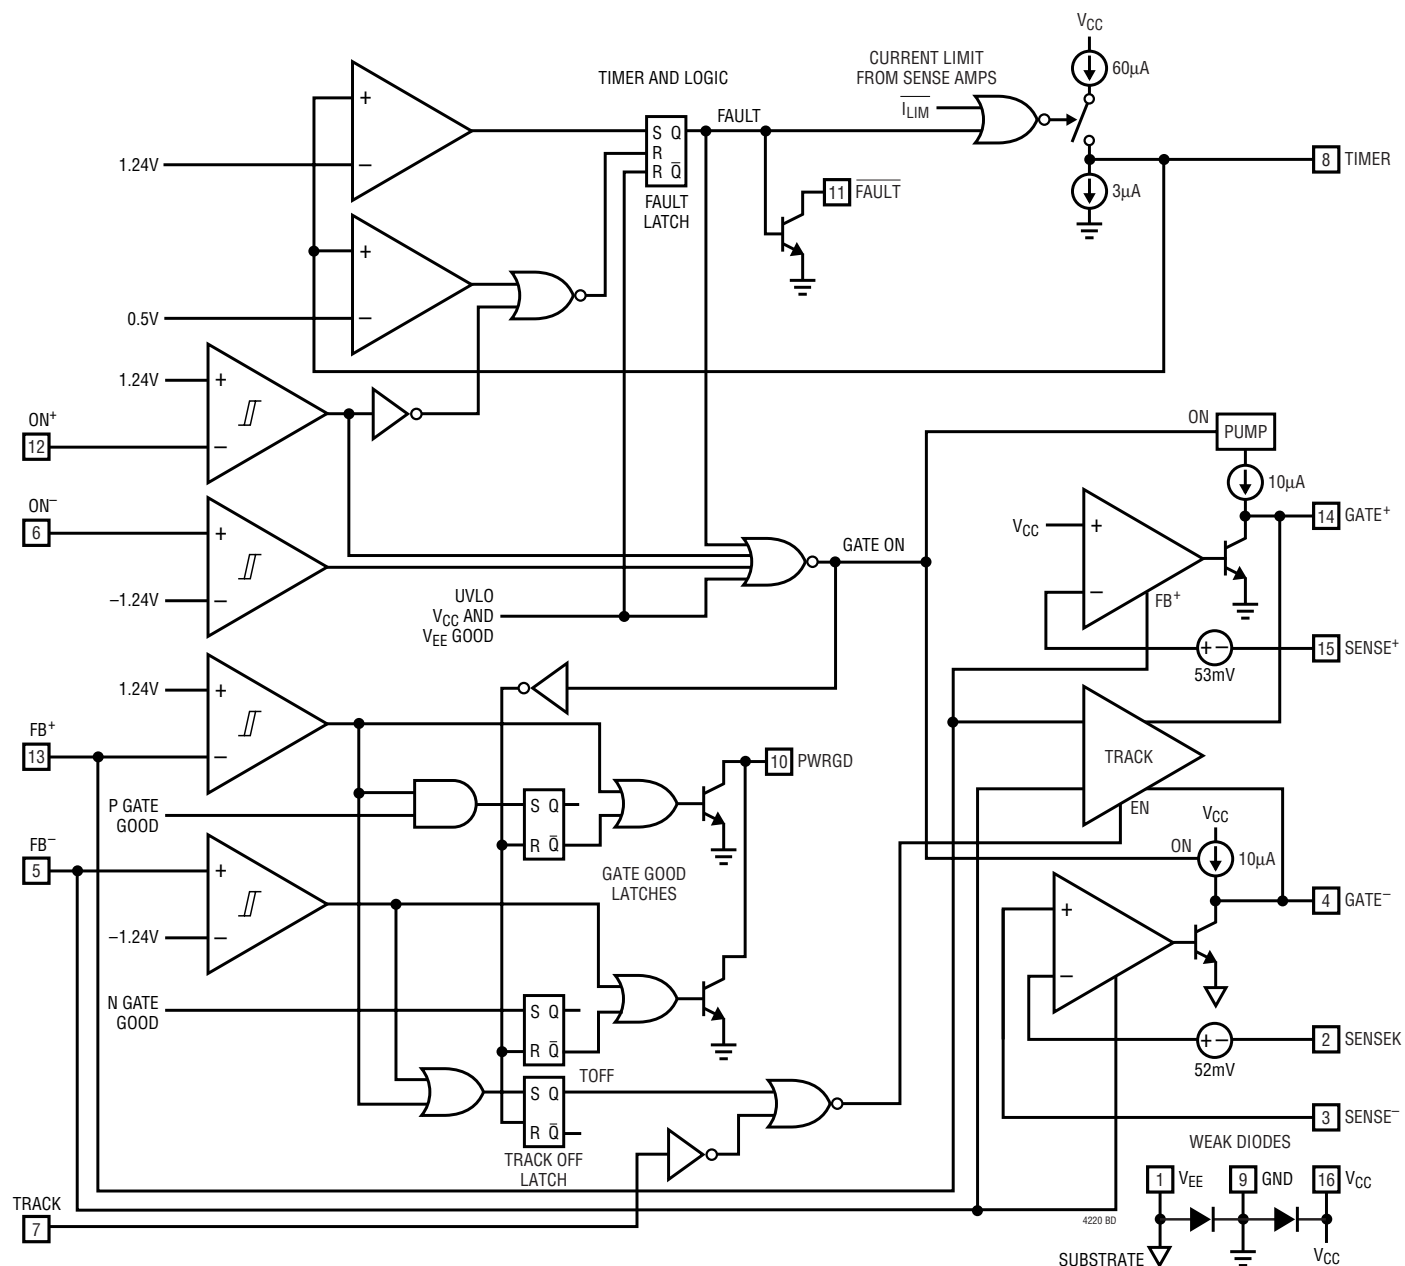 VCC
60µA
CURRENT LIMIT
FROM SENSE AMPS
TIMER AND LOGIC
ILIM
FAULT
S Q
R
R Q
FAULT
LATCH
+
1.24V
–
8 TIMER
3µA
11 FAULT
+
0.5V
–
1.24V
+
ON+
12
–
ON–
6
+
–1.24V
–
ON
PUMP
10µA
14 GATE+
VCC
+
–
FB+
GATE ON
UVLO
VCC AND
VEE GOOD
+ –
53mV
15 SENSE+
1.24V
+
FB+
13
–
TRACK
EN
10 PWRGD
P GATE
GOOD
S Q
R Q
GATE GOOD
LATCHES
FB–
5
+
–1.24V
–
VCC
ON
10µA
4 GATE–
+
–
N GATE
GOOD
S Q
R Q
+ –
52mV
2 SENSEK
TOFF
S Q
R Q
TRACK OFF
LATCH
3 SENSE–
WEAK DIODES
1 VEE
9 GND
16 VCC
TRACK
7
4220 BD
SUBSTRATE
VCC